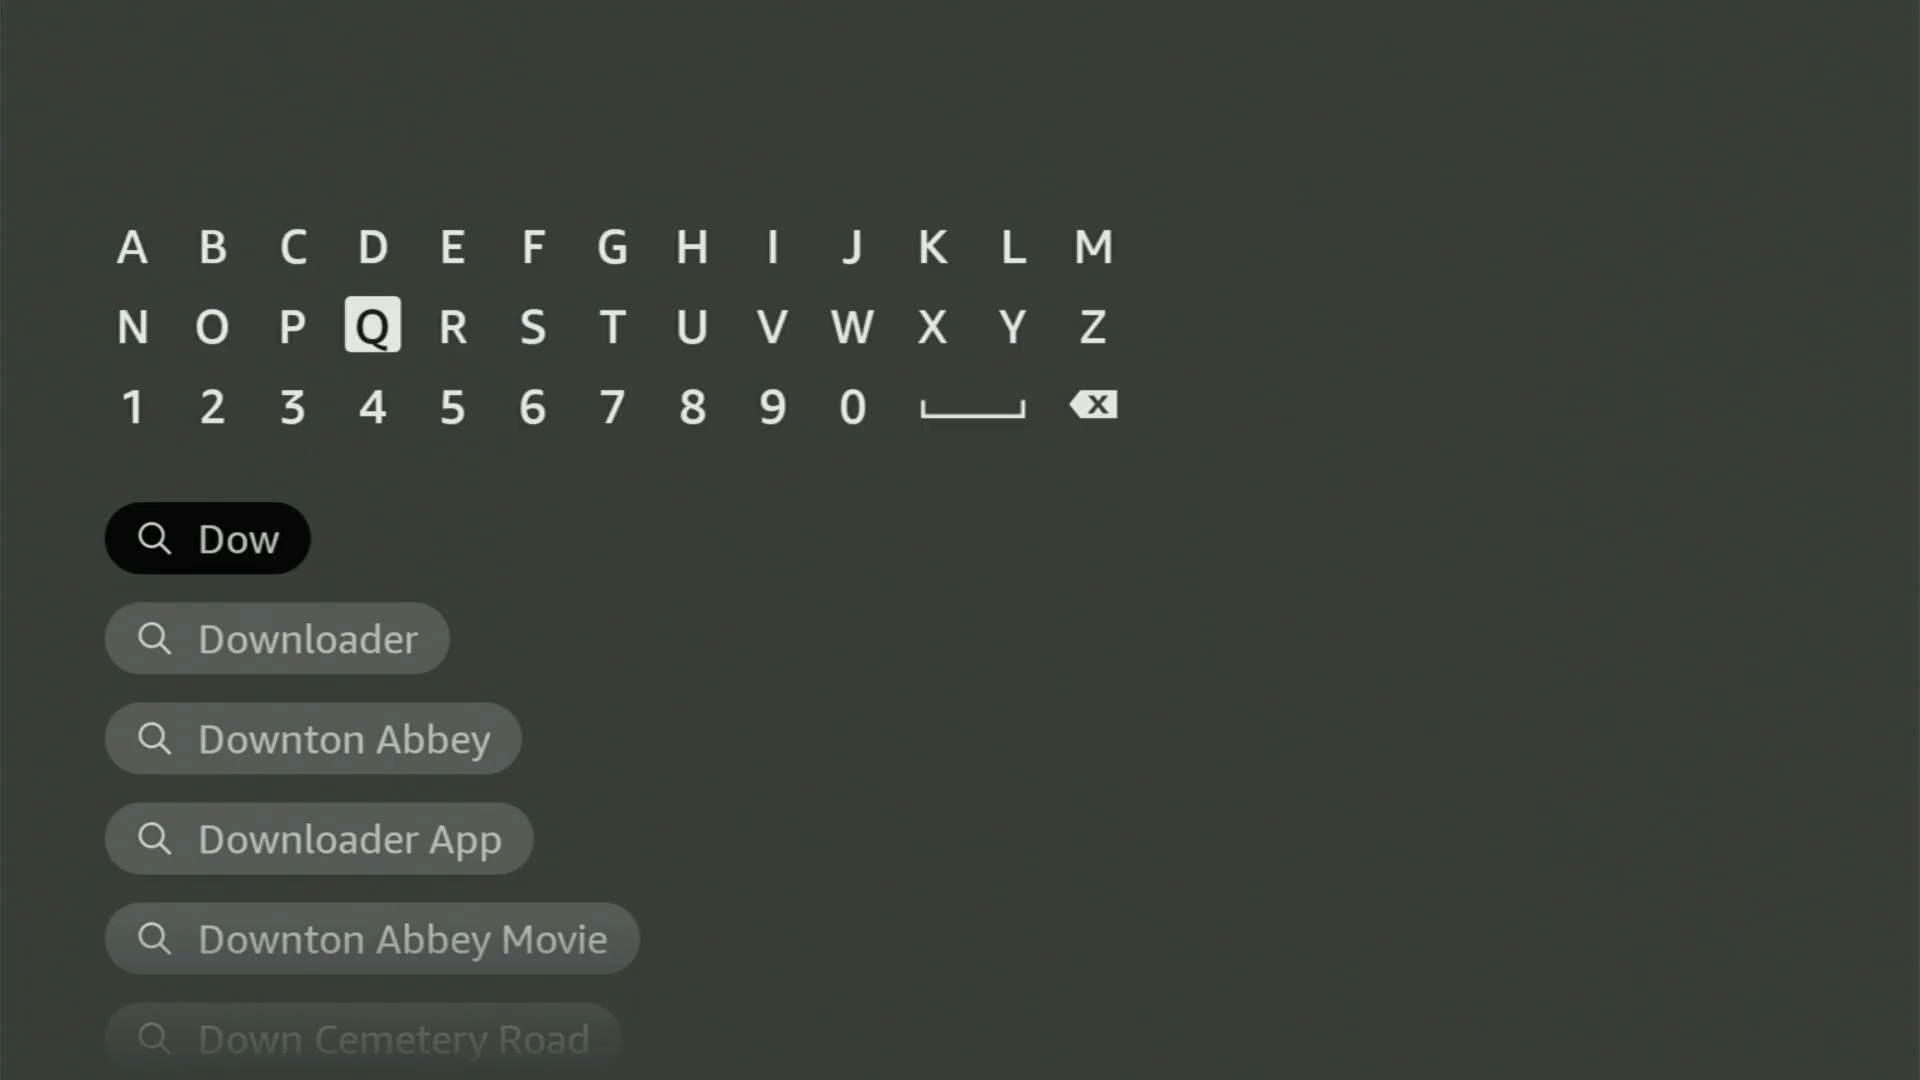 A B C D E F G H I J K L M
N O P Q R S T U V W X Y Z
1 2 3 4 5 6 7 8 9 0
Dow
Downloader
Downton Abbey
Downloader App
Downton Abbey Movie
Down Cemetery Road